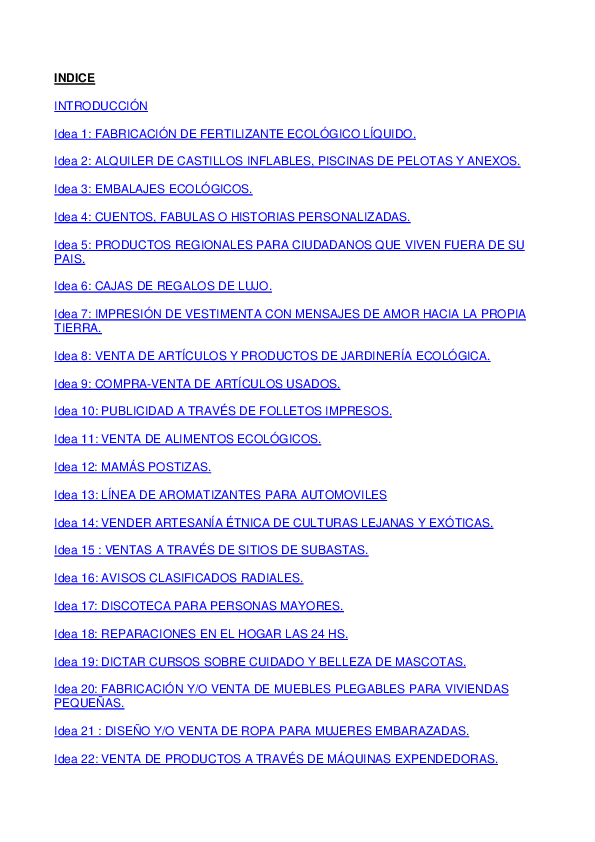 INDICE
INTRODUCCIÓN
Idea 1: FABRICACIÓN DE FERTILIZANTE ECOLÓGICO LÍQUIDO.
Idea 2: ALQUILER DE CASTILLOS INFLABLES, PISCINAS DE PELOTAS Y ANEXOS.
Idea 3: EMBALAJES ECOLÓGICOS.
Idea 4: CUENTOS, FABULAS O HISTORIAS PERSONALIZADAS.
Idea 5: PRODUCTOS REGIONALES PARA CIUDADANOS QUE VIVEN FUERA DE SU
PAIS.
Idea 6: CAJAS DE REGALOS DE LUJO.
Idea 7: IMPRESIÓN DE VESTIMENTA CON MENSAJES DE AMOR HACIA LA PROPIA
TIERRA.
Idea 8: VENTA DE ARTÍCULOS Y PRODUCTOS DE JARDINERÍA ECOLÓGICA.
Idea 9: COMPRA-VENTA DE ARTÍCULOS USADOS.
Idea 10: PUBLICIDAD A TRAVÉS DE FOLLETOS IMPRESOS.
Idea 11: VENTA DE ALIMENTOS ECOLÓGICOS.
Idea 12: MAMÁS POSTIZAS.
Idea 13: LÍNEA DE AROMATIZANTES PARA AUTOMOVILES
Idea 14: VENDER ARTESANÍA ÉTNICA DE CULTURAS LEJANAS Y EXÓTICAS.
Idea 15 : VENTAS A TRAVÉS DE SITIOS DE SUBASTAS.
Idea 16: AVISOS CLASIFICADOS RADIALES.
Idea 17: DISCOTECA PARA PERSONAS MAYORES.
Idea 18: REPARACIONES EN EL HOGAR LAS 24 HS.
Idea 19: DICTAR CURSOS SOBRE CUIDADO Y BELLEZA DE MASCOTAS.
Idea 20: FABRICACIÓN Y/O VENTA DE MUEBLES PLEGABLES PARA VIVIENDAS
PEQUEÑAS.
Idea 21 : DISEÑO Y/O VENTA DE ROPA PARA MUJERES EMBARAZADAS.
Idea 22: VENTA DE PRODUCTOS A TRAVÉS DE MÁQUINAS EXPENDEDORAS.